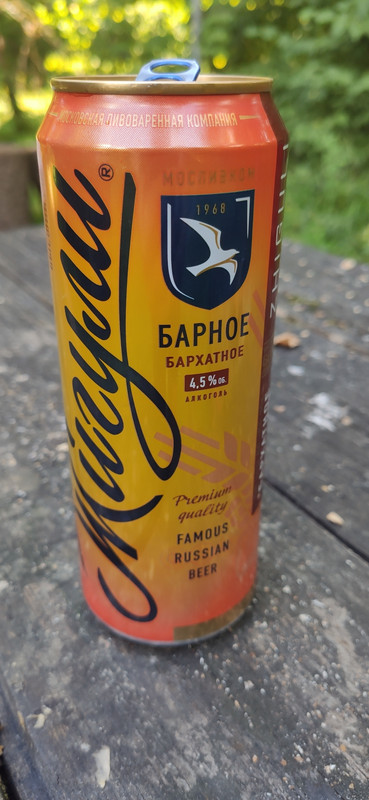 МОСКОВСКАЯ ПИВОВАРЕННАЯ КОМПАНИЯ
Жигули®
1968
БАРНОЕ
БАРХАТНОЕ
4,5 % об.
АЛКОГОЛЬ
Premium
quality
FAMOUS
RUSSIAN
BEER